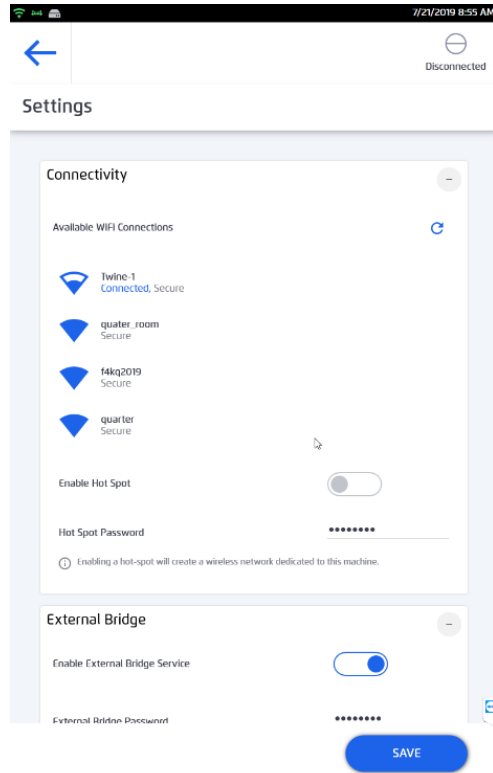 7/21/2019 8:55 AM
Disconnected
Settings
Connectivity
Available WIFI Connections
Twine-1
Connected, Secure
quater_room
Secure
f4kq2019
Secure
quarter
Secure
Enable Hot Spot
Hot Spot Password
••••••••
Enabling a hot-spot will create a wireless network dedicated to this machine.
External Bridge
Enable External Bridge Service
External Bridge Password
••••••••
SAVE